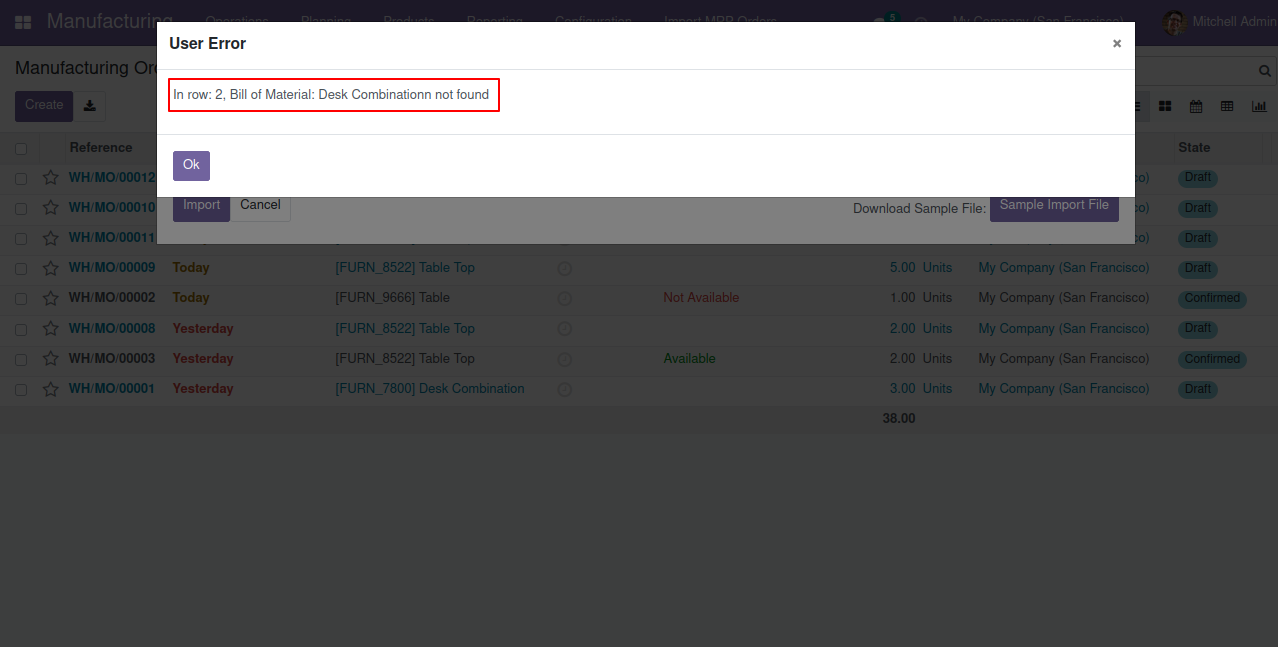 Manufacturing Operations Planning Products Reporting Configuration Import MRP Orders 5 My Company (San Francisco) Mitchell Admin
User Error ×
Manufacturing Or
In row: 2, Bill of Material: Desk Combinationn not found
Create
Reference State
Ok
WH/MO/00012 co) Draft
Import Cancel Download Sample File: Sample Import File
WH/MO/00010 co) Draft
WH/MO/00011 co) Draft
WH/MO/00009 Today [FURN_8522] Table Top 5.00 Units My Company (San Francisco) Draft
WH/MO/00002 Today [FURN_9666] Table Not Available 1.00 Units My Company (San Francisco) Confirmed
WH/MO/00008 Yesterday [FURN_8522] Table Top 2.00 Units My Company (San Francisco) Draft
WH/MO/00003 Yesterday [FURN_8522] Table Top Available 2.00 Units My Company (San Francisco) Confirmed
WH/MO/00001 Yesterday [FURN_7800] Desk Combination 3.00 Units My Company (San Francisco) Draft
38.00